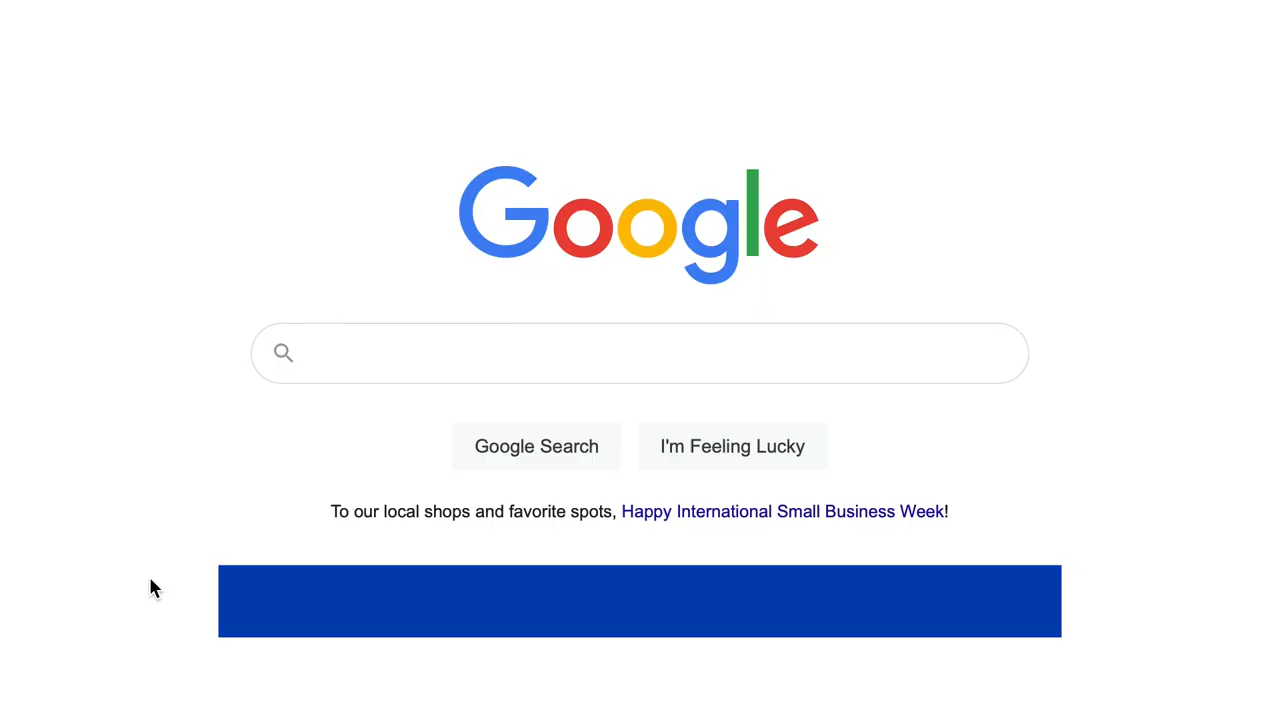 Google
Google Search
I'm Feeling Lucky
To our local shops and favorite spots, Happy International Small Business Week!